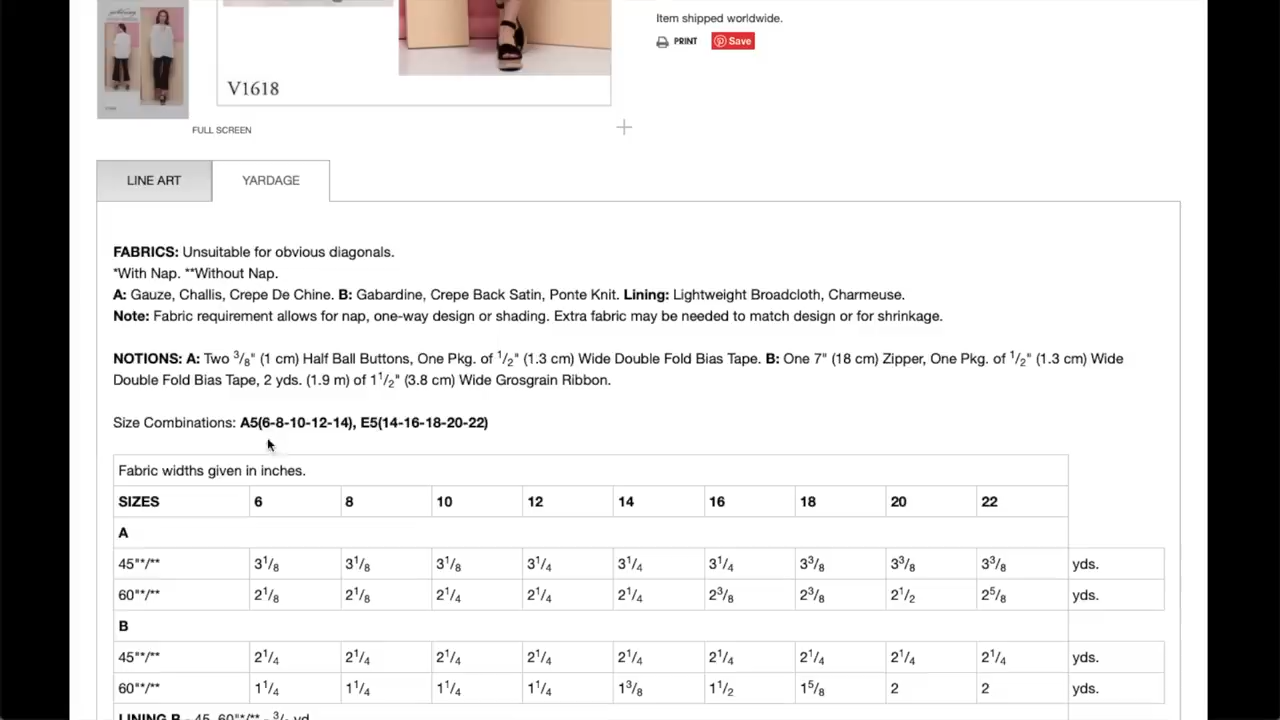 Item shipped worldwide.
PRINT Save
V1618
FULL SCREEN
LINE ART YARDAGE
FABRICS: Unsuitable for obvious diagonals.
*With Nap. **Without Nap.
A: Gauze, Challis, Crepe De Chine. B: Gabardine, Crepe Back Satin, Ponte Knit. Lining: Lightweight Broadcloth, Charmeuse.
Note: Fabric requirement allows for nap, one-way design or shading. Extra fabric may be needed to match design or for shrinkage.
NOTIONS: A: Two 3/8" (1 cm) Half Ball Buttons, One Pkg. of 1/2" (1.3 cm) Wide Double Fold Bias Tape. B: One 7" (18 cm) Zipper, One Pkg. of 1/2" (1.3 cm) Wide
Double Fold Bias Tape, 2 yds. (1.9 m) of 1 1/2" (3.8 cm) Wide Grosgrain Ribbon.
Size Combinations: A5(6-8-10-12-14), E5(14-16-18-20-22)
Fabric widths given in inches.
SIZES 6 8 10 12 14 16 18 20 22
A
45"*/** 3 1/8 3 1/8 3 1/8 3 1/4 3 1/4 3 1/4 3 3/8 3 3/8 3 3/8 yds.
60"*/** 2 1/8 2 1/8 2 1/4 2 1/4 2 1/4 2 3/8 2 3/8 2 1/2 2 5/8 yds.
B
45"*/** 2 1/4 2 1/4 2 1/4 2 1/4 2 1/4 2 1/4 2 1/4 2 1/4 2 1/4 yds.
60"*/** 1 1/4 1 1/4 1 1/4 1 1/4 1 3/8 1 1/2 1 5/8 2 2 yds.
LINING B - 45, 60"*/** - 3/8 yd.